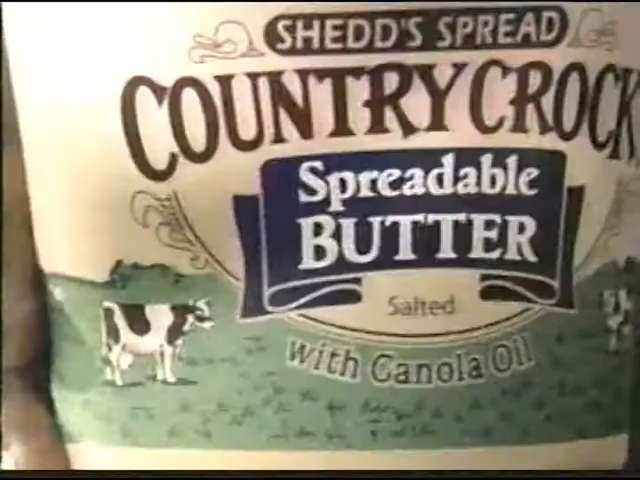 SHEDD'S SPREAD
COUNTRY CROCK
Spreadable
BUTTER
Salted
with Canola Oil